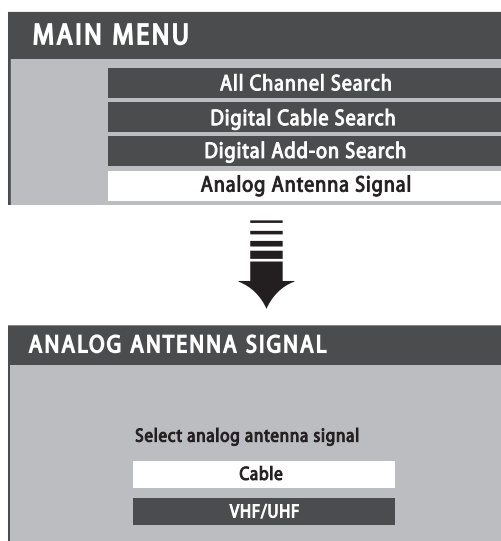 MAIN MENU
All Channel Search
Digital Cable Search
Digital Add-on Search
Analog Antenna Signal
ANALOG ANTENNA SIGNAL
Select analog antenna signal
Cable
VHF/UHF